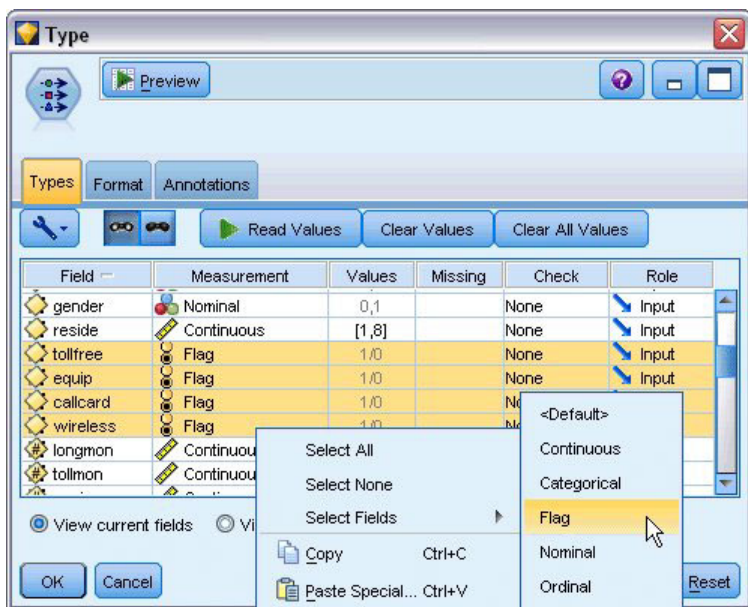 Type
Preview
Types Format Annotations
Read Values Clear Values Clear All Values
Field Measurement Values Missing Check Role
gender Nominal 0,1 None Input
reside Continuous [1,8] None Input
tollfree Flag 1/0 None Input
equip Flag 1/0 None Input
callcard Flag 1/0
wireless Flag
longmon
tollmon
View current fields
OK Cancel
Select All
Select None
Select Fields
Copy Ctrl+C
Paste Special... Ctrl+V
<Default>
Continuous
Categorical
Flag
Nominal
Ordinal
Reset